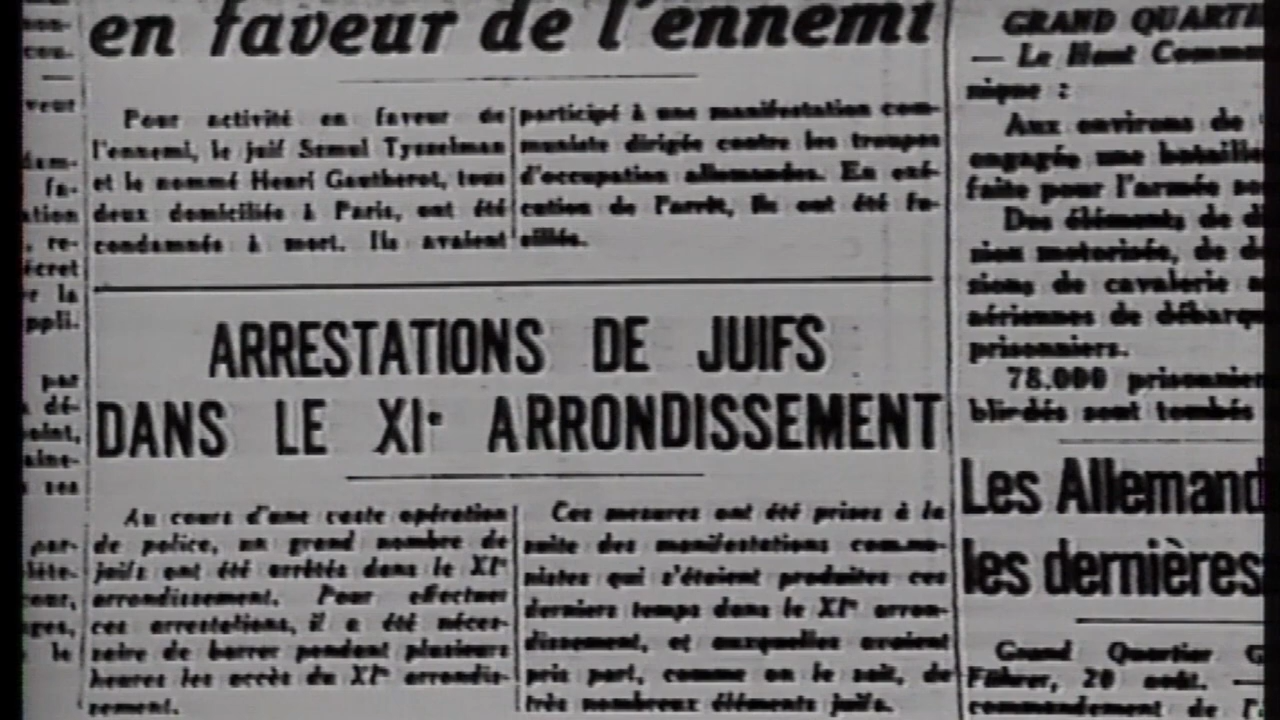 en faveur de l'ennemi
Pour activité en faveur de
l'ennemi, le juif Semul Tysselman
et le nommé Henri Gautherot, tous
deux domiciliés à Paris, ont été
condamnés à mort. Ils avaient
participé à une manifestation com-
muniste dirigée contre les troupes
d'occupation allemandes. En exé-
cution de l'arrêt, ils ont été fu-
sillés.
ARRESTATIONS DE JUIFS
DANS LE XIe ARRONDISSEMENT
Au cours d'une vaste opération
de police, un grand nombre de
juifs ont été arrêtés dans le XIe
arrondissement. Pour effectuer
ces arrestations, il a été néces-
saire de barrer pendant plusieurs
heures les accès du XIe arrondis-
sement.
Ces mesures ont été prises à la
suite des manifestations commu-
nistes qui s'étaient produites ces
derniers temps dans le XIe arron-
dissement, et auxquelles avaient
pris part, comme on le sait, de
très nombreux éléments juifs.
GRAND QUARTI
— Le Haut Comm
nique :
Aux environs de
engagée une bataille
faite pour l'armée so
Des éléments de di
sion motorisée, de d
sions de cavalerie
aériennes de débarq
prisonniers.
78.000 prisonnier
blindés sont tombés
Les Allemand
les dernières
Grand Quartier G
Führer, 20 août. —
commandement de l'a